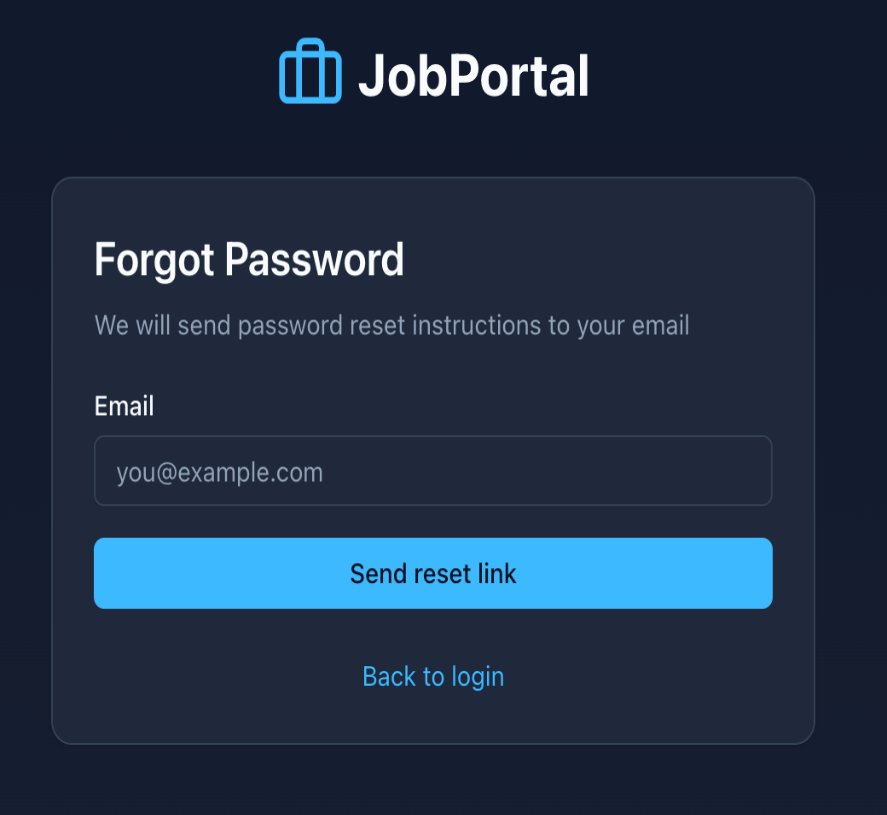 JobPortal
Forgot Password
We will send password reset instructions to your email
Email
you@example.com
Send reset link
Back to login